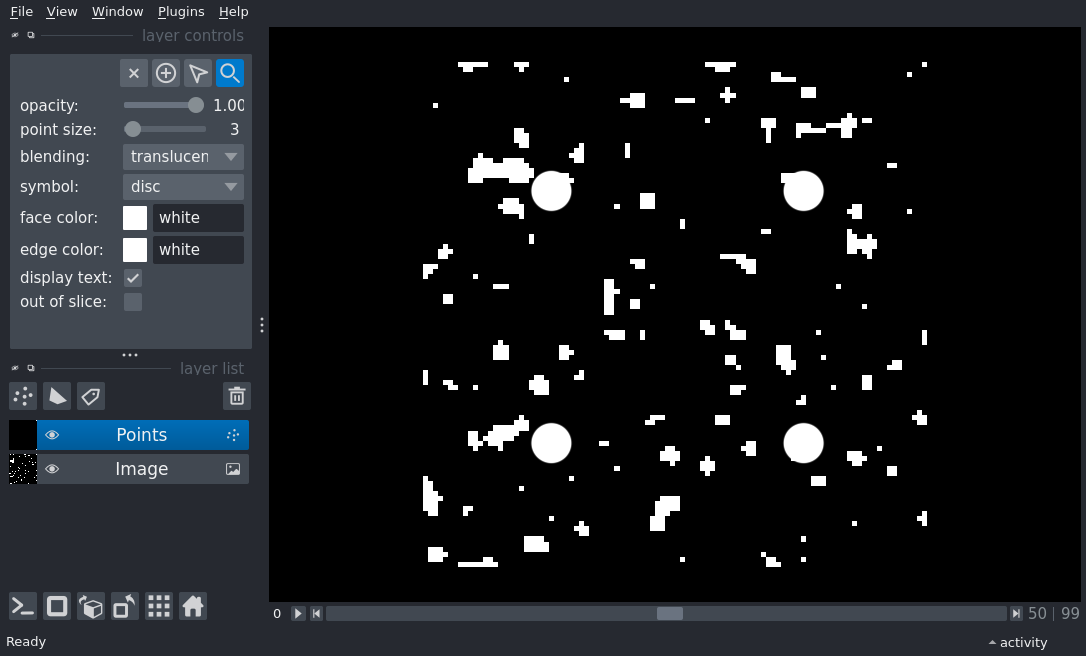 File View Window Plugins Help
layer controls
opacity: 1.00
point size: 3
blending: translucen
symbol: disc
face color: white
edge color: white
display text:
out of slice:
layer list
Points
Image
0 50 | 99
Ready activity